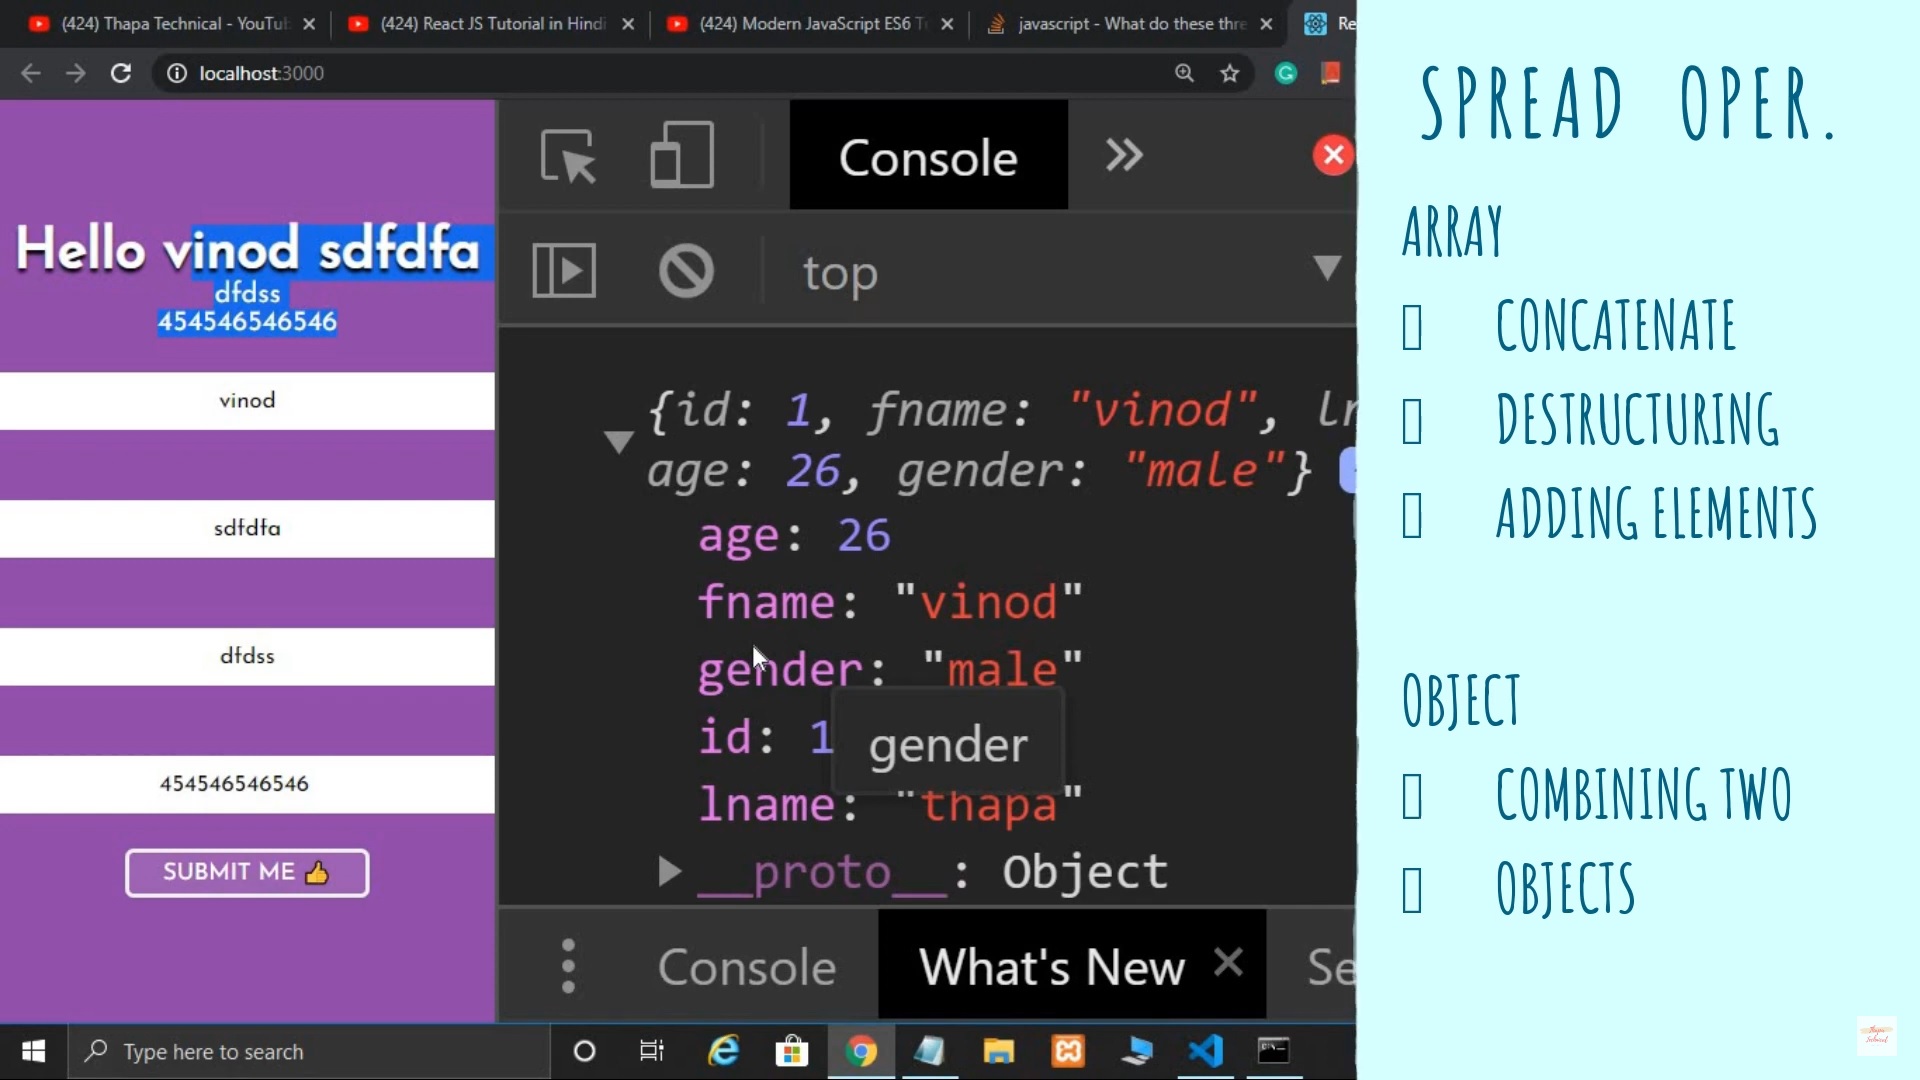 (424) Thapa Technical - YouTu
(424) React JS Tutorial in Hindi
(424) Modern JavaScript ES6 T
javascript - What do these thre
Re
localhost:3000
Hello vinod sdfdfa
dfdss
454546546546
vinod
sdfdfa
dfdss
454546546546
SUBMIT ME 👍
Console
top
{id: 1, fname: "vinod", ln
age: 26, gender: "male"}
age: 26
fname: "vinod"
gender: "male"
id: 1
gender
lname: "thapa"
__proto__: Object
Console
What's New
Se
Type here to search
SPREAD OPER.
ARRAY
CONCATENATE
DESTRUCTURING
ADDING ELEMENTS
OBJECT
COMBINING TWO
OBJECTS